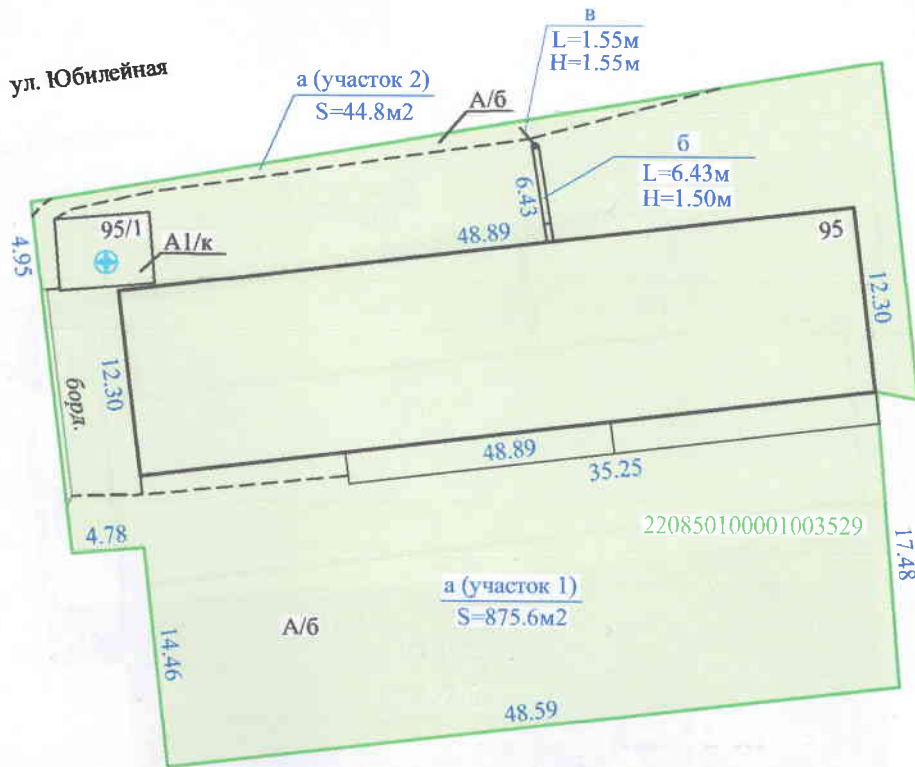 в
L=1.55м
H=1.55м
ул. Юбилейная
а (участок 2)
S=44.8м2
А/б
б
L=6.43м
H=1.50м
6.43
95/1
А1/к
48.89
95
4.95
12.30
12.30
борд.
48.89
35.25
4.78
220850100001003529
17.48
а (участок 1)
S=875.6м2
А/б
14.46
48.59